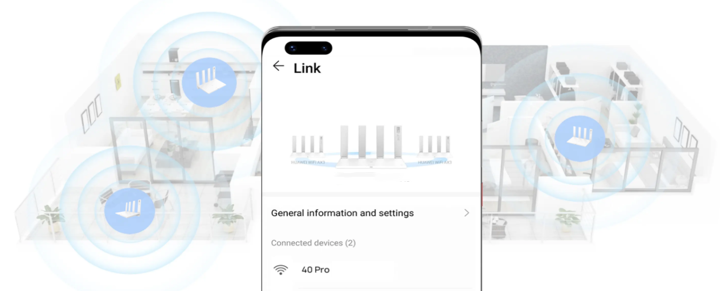 Link
General information and settings
Connected devices (2)
40 Pro